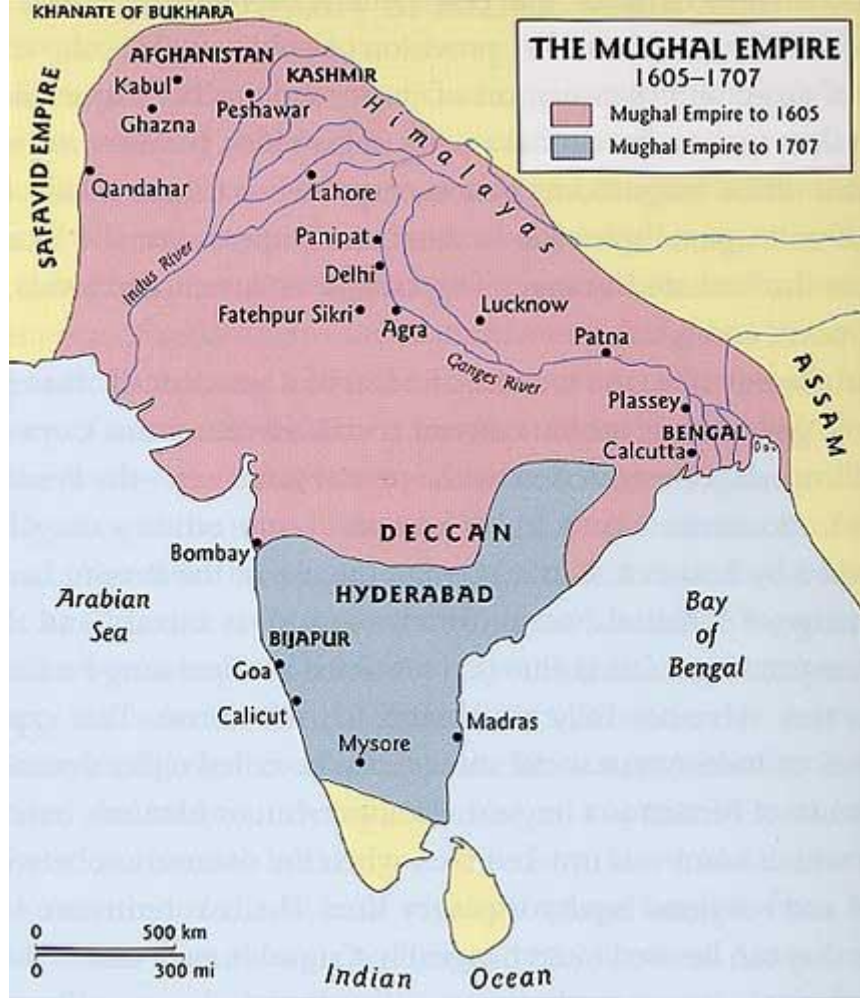 KHANATE OF BUKHARA
THE MUGHAL EMPIRE
1605–1707
Mughal Empire to 1605
Mughal Empire to 1707
SAFAVID EMPIRE
AFGHANISTAN
KASHMIR
Kabul
Peshawar
Ghazna
Himalayas
Qandahar
Lahore
Indus River
Panipat
Delhi
Fatehpur Sikri
Agra
Lucknow
Patna
Ganges River
ASSAM
Plassey
BENGAL
Calcutta
DECCAN
Bombay
HYDERABAD
Arabian
Sea
Bay
of
Bengal
BIJAPUR
Goa
Calicut
Madras
Mysore
0 500 km
0 300 mi
Indian Ocean